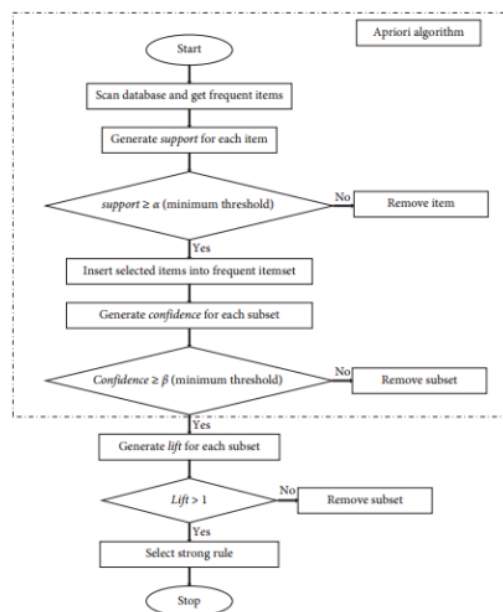 Apriori algorithm
Start
Scan database and get frequent items
Generate support for each item
support ≥ α (minimum threshold)
No
Remove item
Yes
Insert selected items into frequent itemset
Generate confidence for each subset
Confidence ≥ β (minimum threshold)
No
Remove subset
Yes
Generate lift for each subset
Lift > 1
No
Remove subset
Yes
Select strong rule
Stop